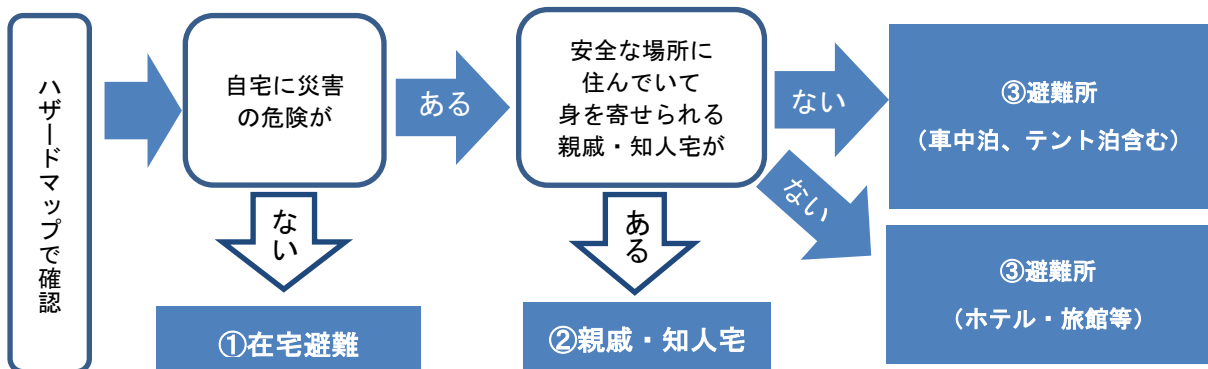 ハザードマップで確認
自宅に災害
の危険が
ある
ない
①在宅避難
安全な場所に
住んでいて
身を寄せられる
親戚・知人宅が
ない
ない
ある
②親戚・知人宅
③避難所
（車中泊、テント泊含む）
③避難所
（ホテル・旅館等）